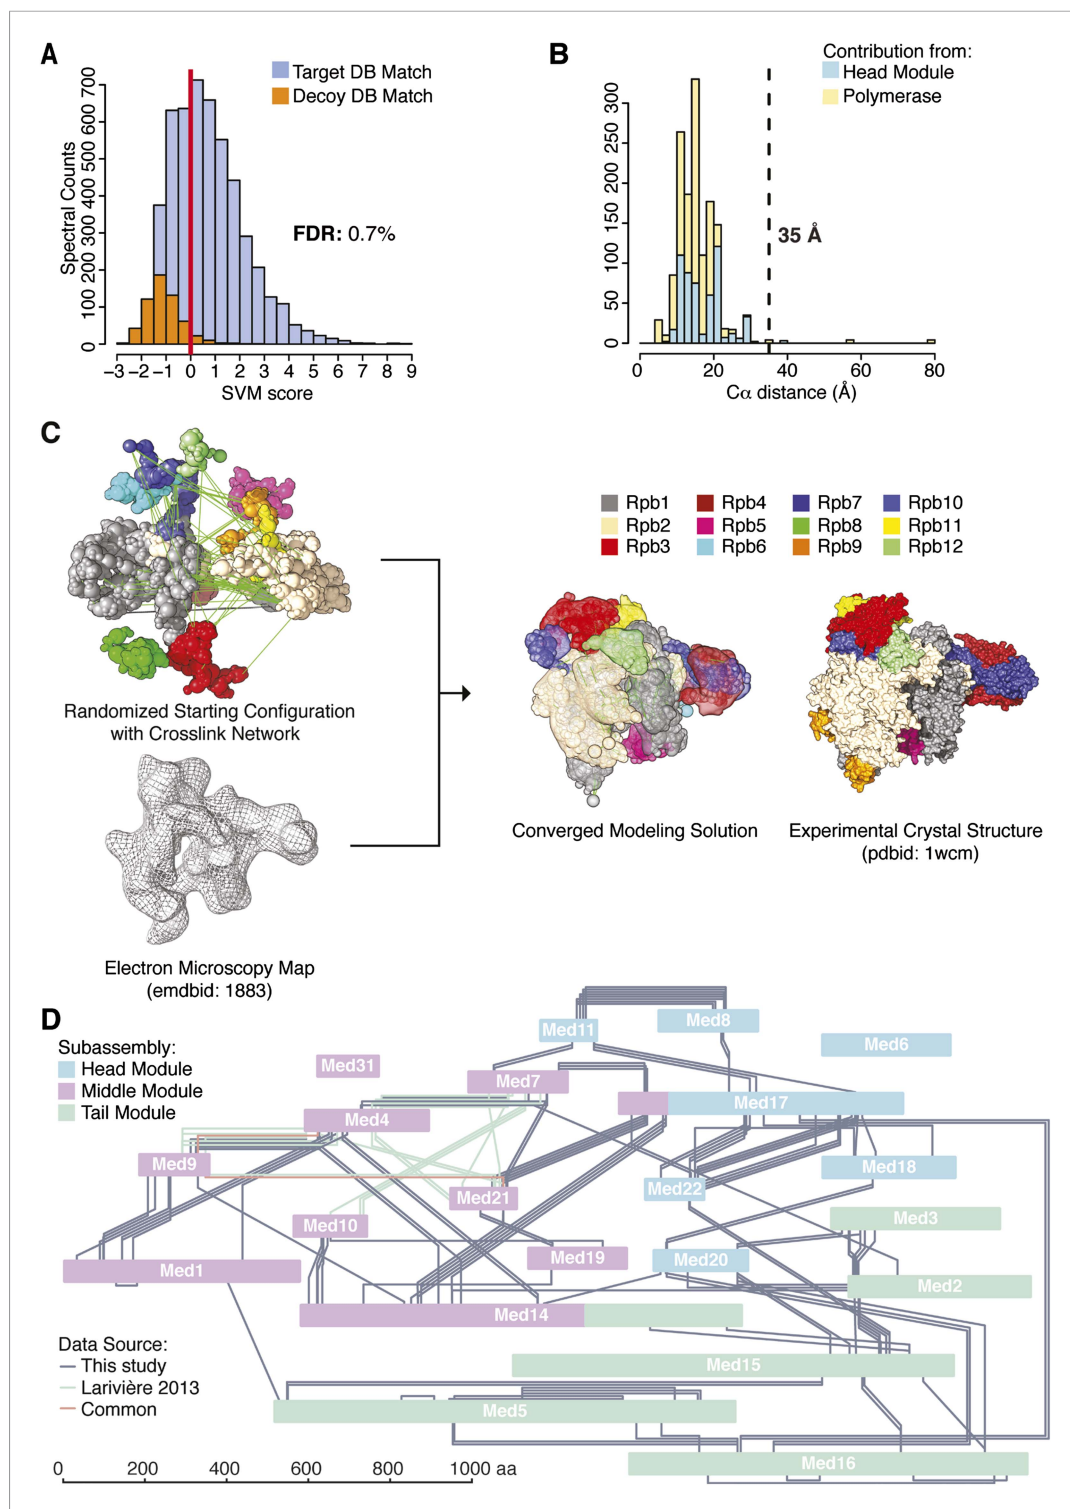 A
Target DB Match
Decoy DB Match
Spectral Counts
0 100 200 300 400 500 600 700
FDR: 0.7%
−3 −2 −1 0 1 2 3 4 5 6 7 8 9
SVM score
B
Contribution from:
Head Module
Polymerase
0 50 100 150 200 250 300
35 Å
0 20 40 60 80
Cα distance (Å)
C
Rpb1 Rpb4 Rpb7 Rpb10
Rpb2 Rpb5 Rpb8 Rpb11
Rpb3 Rpb6 Rpb9 Rpb12
Randomized Starting Configuration
with Crosslink Network
Electron Microscopy Map
(emdbid: 1883)
Converged Modeling Solution
Experimental Crystal Structure
(pdbid: 1wcm)
D
Subassembly:
Head Module
Middle Module
Tail Module
Med11
Med8
Med6
Med31
Med7
Med17
Med4
Med9
Med18
Med21
Med22
Med10
Med3
Med19
Med20
Med1
Med2
Med14
Med15
Med5
Med16
Data Source:
This study
Larivière 2013
Common
0 200 400 600 800 1000 aa